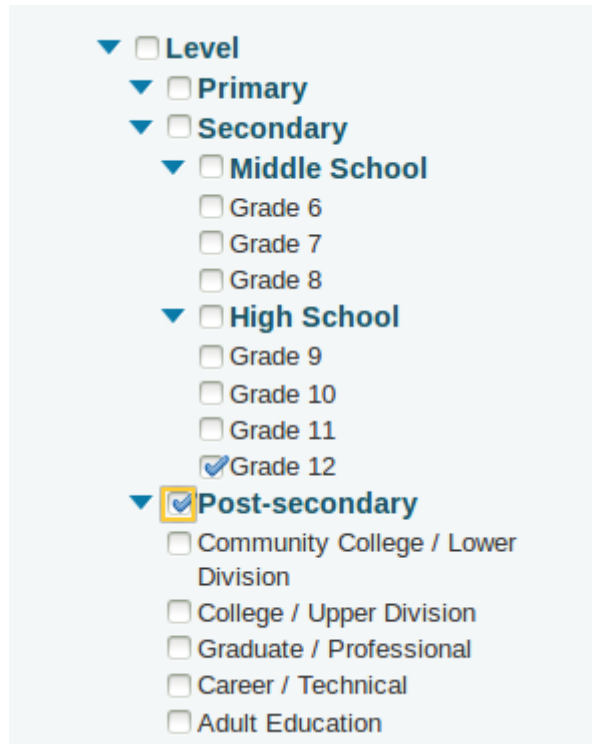 Level
Primary
Secondary
Middle School
Grade 6
Grade 7
Grade 8
High School
Grade 9
Grade 10
Grade 11
Grade 12
Post-secondary
Community College / Lower
Division
College / Upper Division
Graduate / Professional
Career / Technical
Adult Education